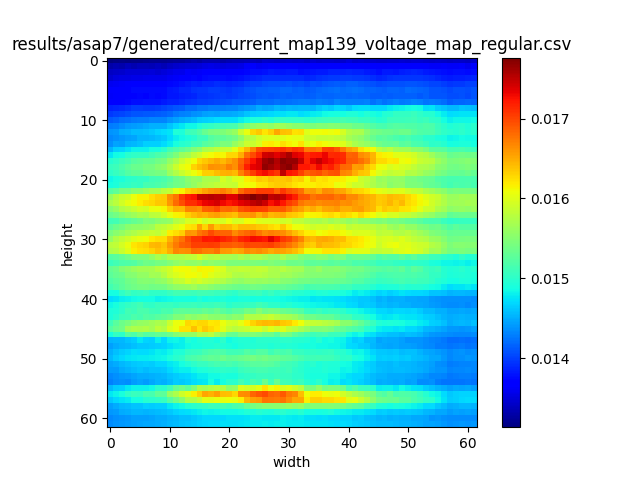 results/asap7/generated/current_map139_voltage_map_regular.csv
0
10
20
30
40
50
60
height
0 10 20 30 40 50 60
width
0.017
0.016
0.015
0.014